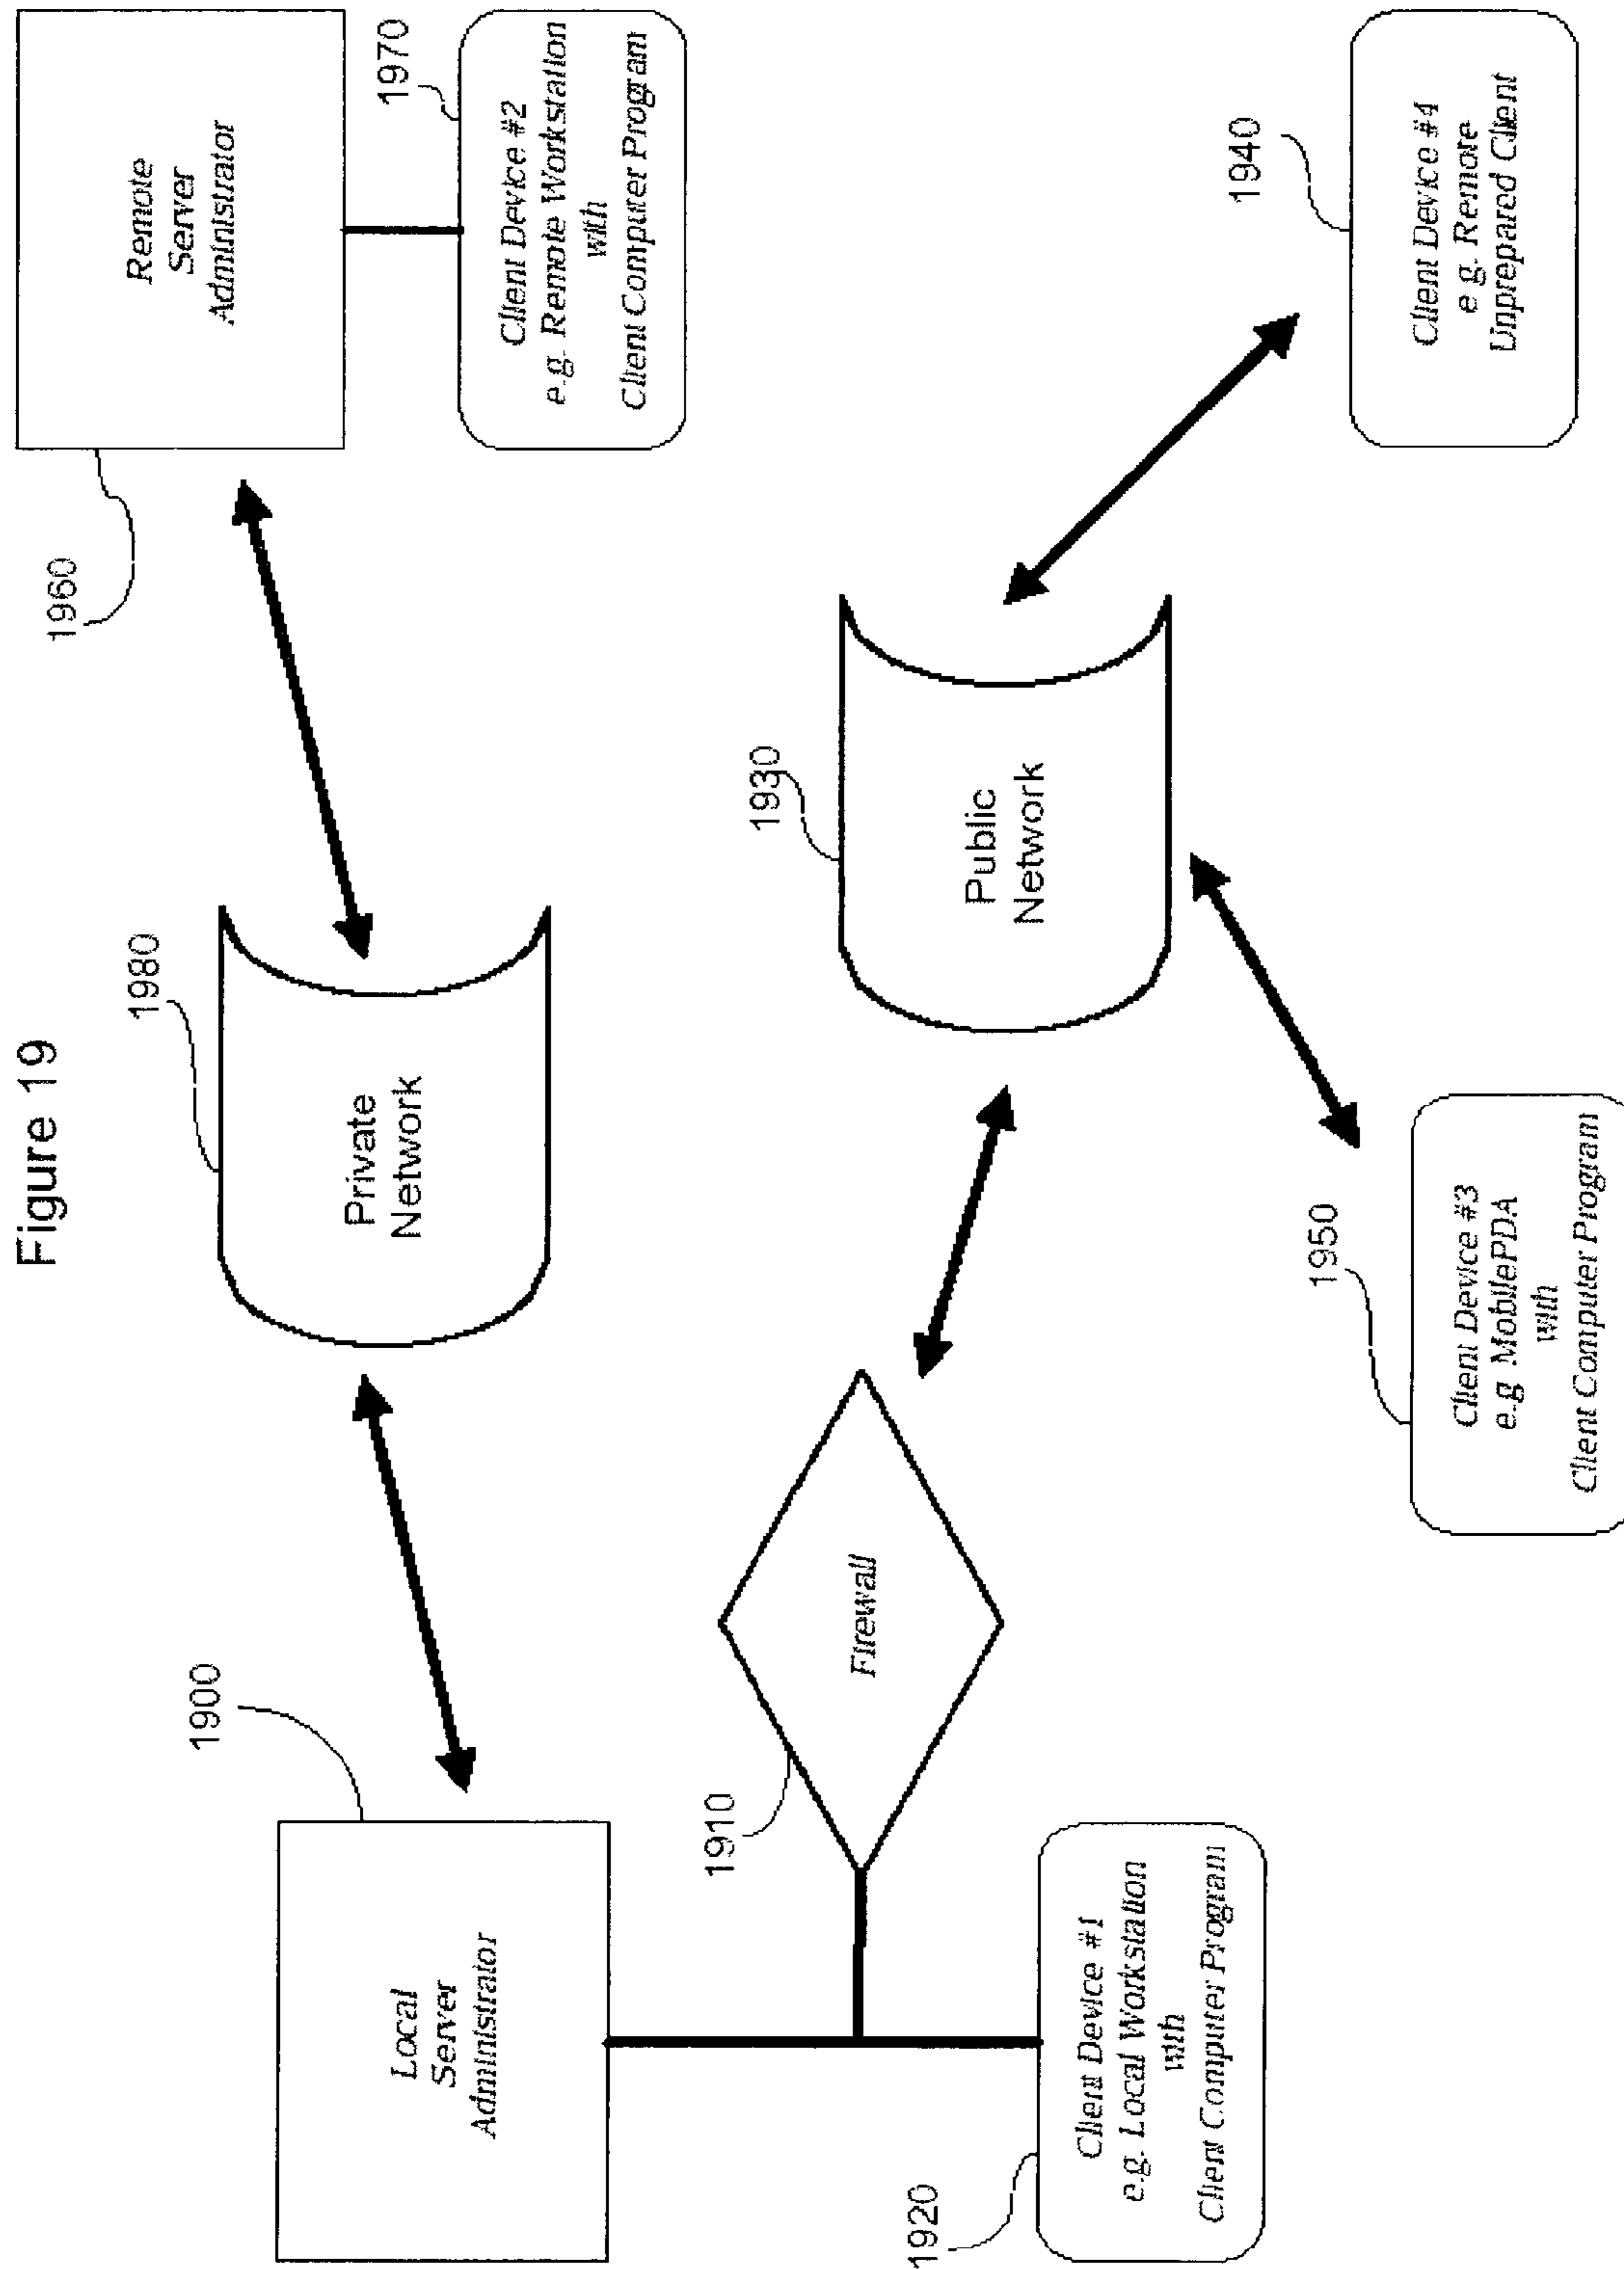 Figure 19
1900
Local
Server
Administrator
1980
Private
Network
1960
Remote
Server
Administrator
1970
Client Device #2
e.g. Remote Workstation
with
Client Computer Program
1910
Firewall
1930
Public
Network
1920
Client Device #1
e.g. Local Workstation
with
Client Computer Program
1950
Client Device #3
e.g. MobilePDA
with
Client Computer Program
1940
Client Device #4
e g. Remote
Unprepared Client